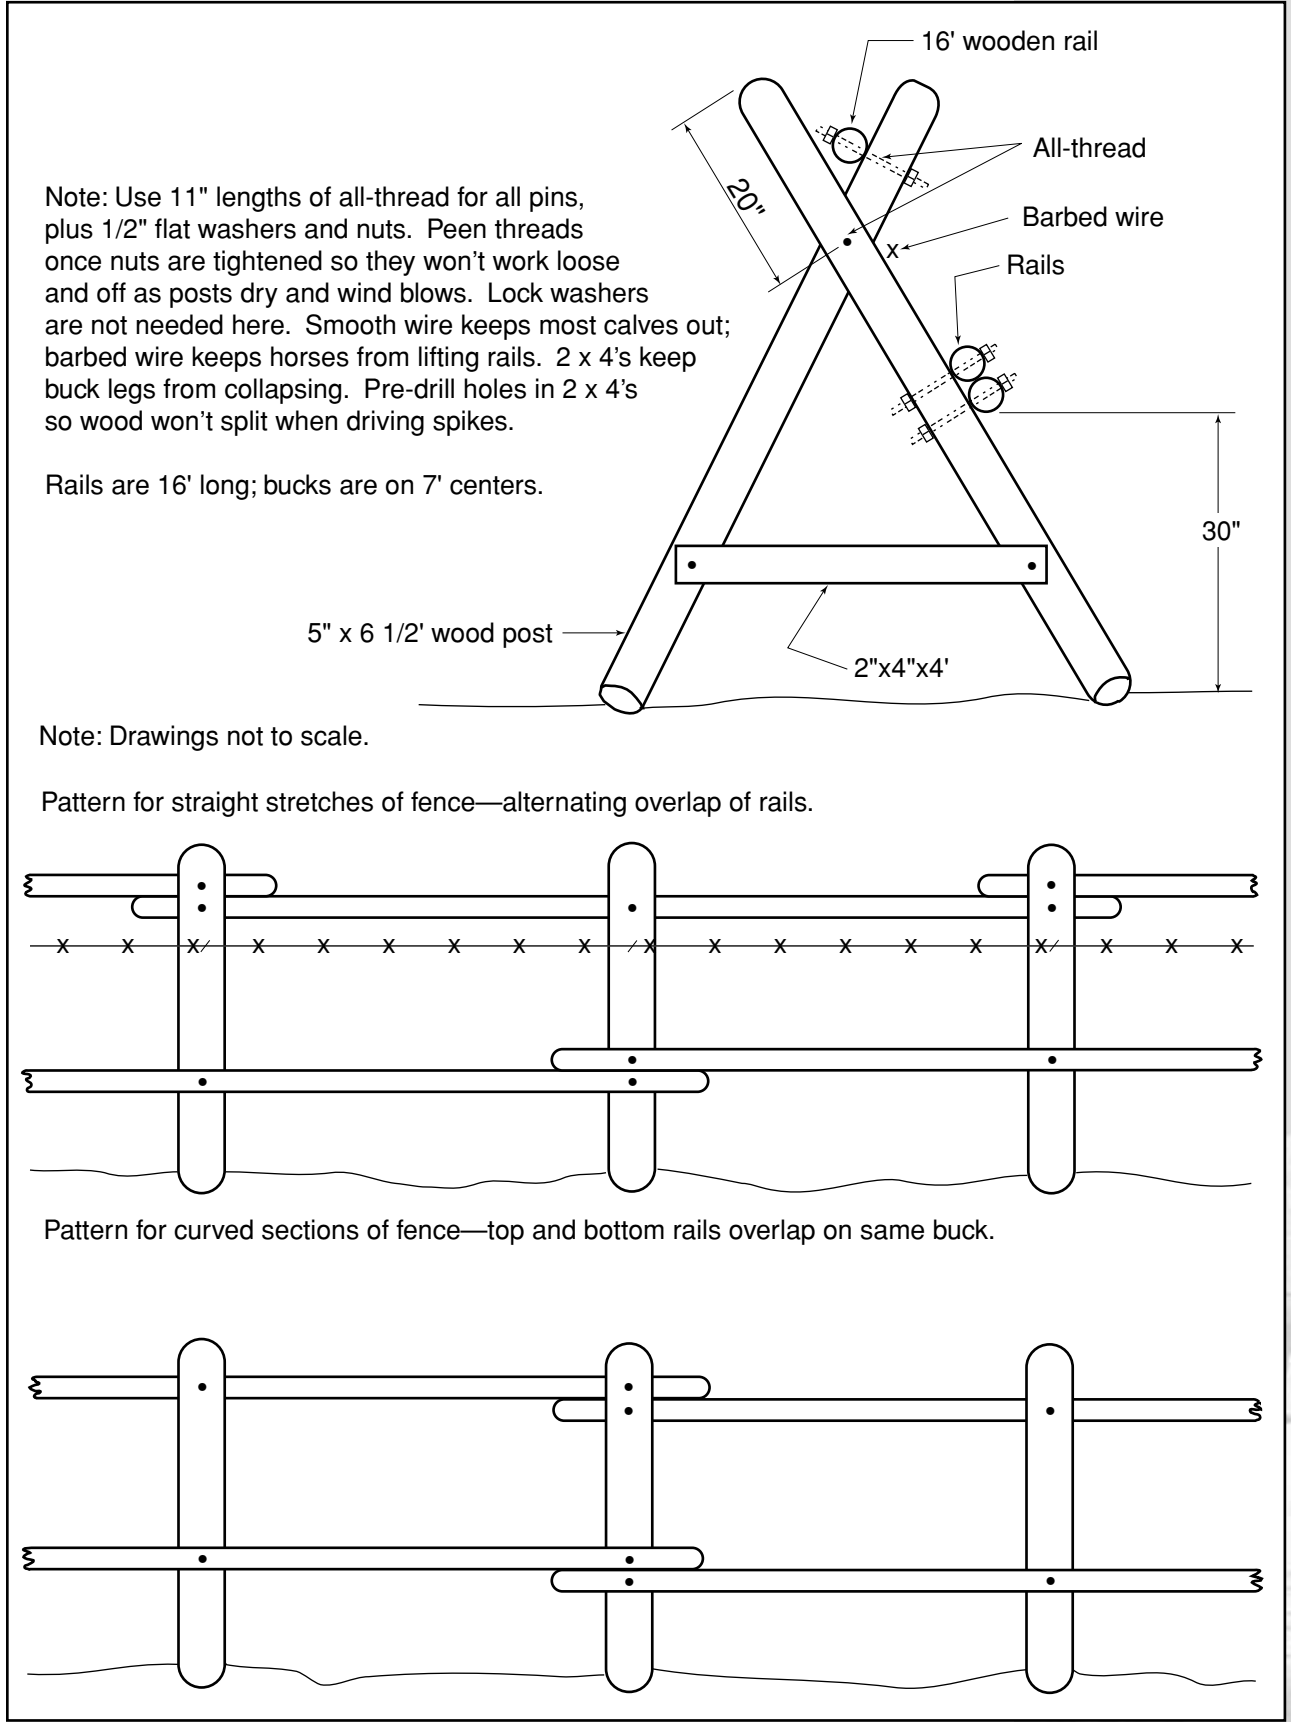 16' wooden rail
All-thread
20"
Note: Use 11" lengths of all-thread for all pins,
plus 1/2" flat washers and nuts.  Peen threads
once nuts are tightened so they won't work loose
and off as posts dry and wind blows.  Lock washers
are not needed here.  Smooth wire keeps most calves out;
barbed wire keeps horses from lifting rails.  2 x 4's keep
buck legs from collapsing.  Pre-drill holes in 2 x 4's
so wood won't split when driving spikes.
Barbed wire
x
Rails
Rails are 16' long; bucks are on 7' centers.
30"
5" x 6 1/2' wood post
2"x4"x4'
Note: Drawings not to scale.
Pattern for straight stretches of fence—alternating overlap of rails.
x x x x x x x x x x x x x x x x x x x
Pattern for curved sections of fence—top and bottom rails overlap on same buck.